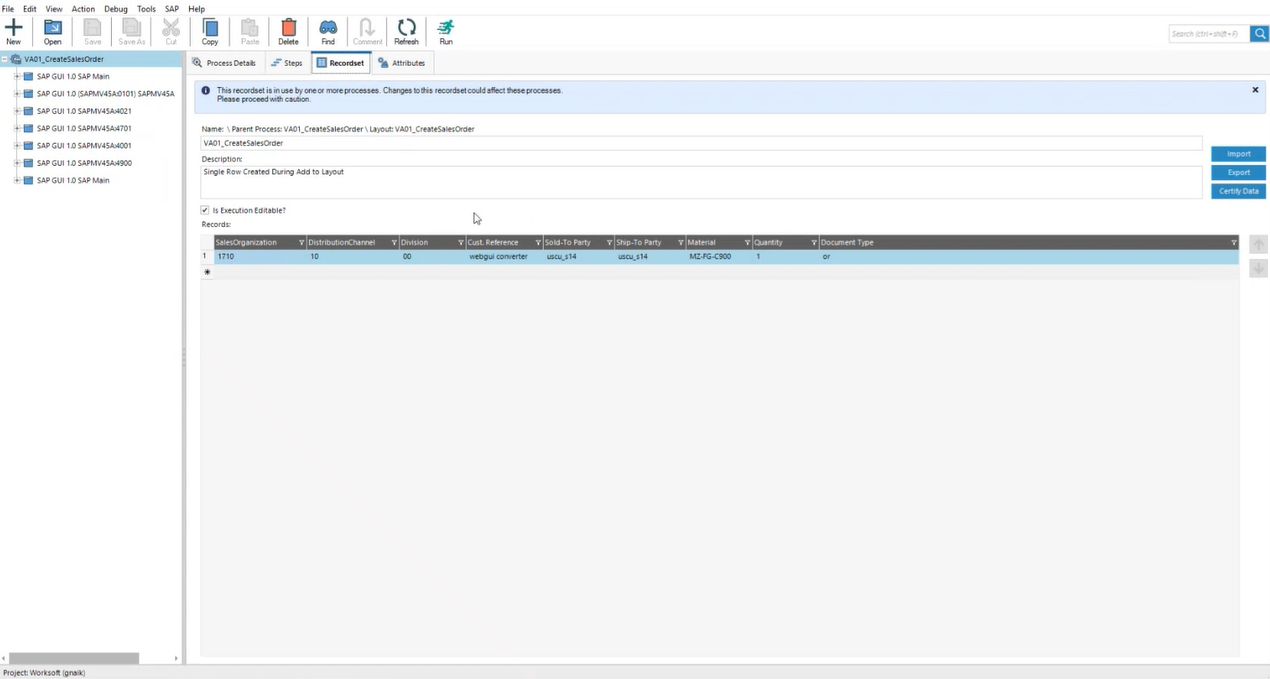 File Edit View Action Debug Tools SAP Help
New Open Save Save As Cut Copy Paste Delete Find Comment Refresh Run
Search (ctrl+shift+F)
VA01_CreateSalesOrder
SAP GUI 1.0 SAP Main
SAP GUI 1.0 (SAPMV45A:0101) SAPMV45A
SAP GUI 1.0 SAPMV45A:4021
SAP GUI 1.0 SAPMV45A:4701
SAP GUI 1.0 SAPMV45A:4001
SAP GUI 1.0 SAPMV45A:4900
SAP GUI 1.0 SAP Main
Process Details Steps Recordset Attributes
This recordset is in use by one or more processes. Changes to this recordset could affect these processes.
Please proceed with caution.
Name: \ Parent Process: VA01_CreateSalesOrder \ Layout: VA01_CreateSalesOrder
VA01_CreateSalesOrder
Description:
Single Row Created During Add to Layout
Import
Export
Certify Data
Is Execution Editable?
Records:
SalesOrganization DistributionChannel Division Cust. Reference Sold-To Party Ship-To Party Material Quantity Document Type
1 1710 10 00 webgui converter uscu_s14 uscu_s14 MZ-FG-C900 1 or
Project: Worksoft (gnaik)